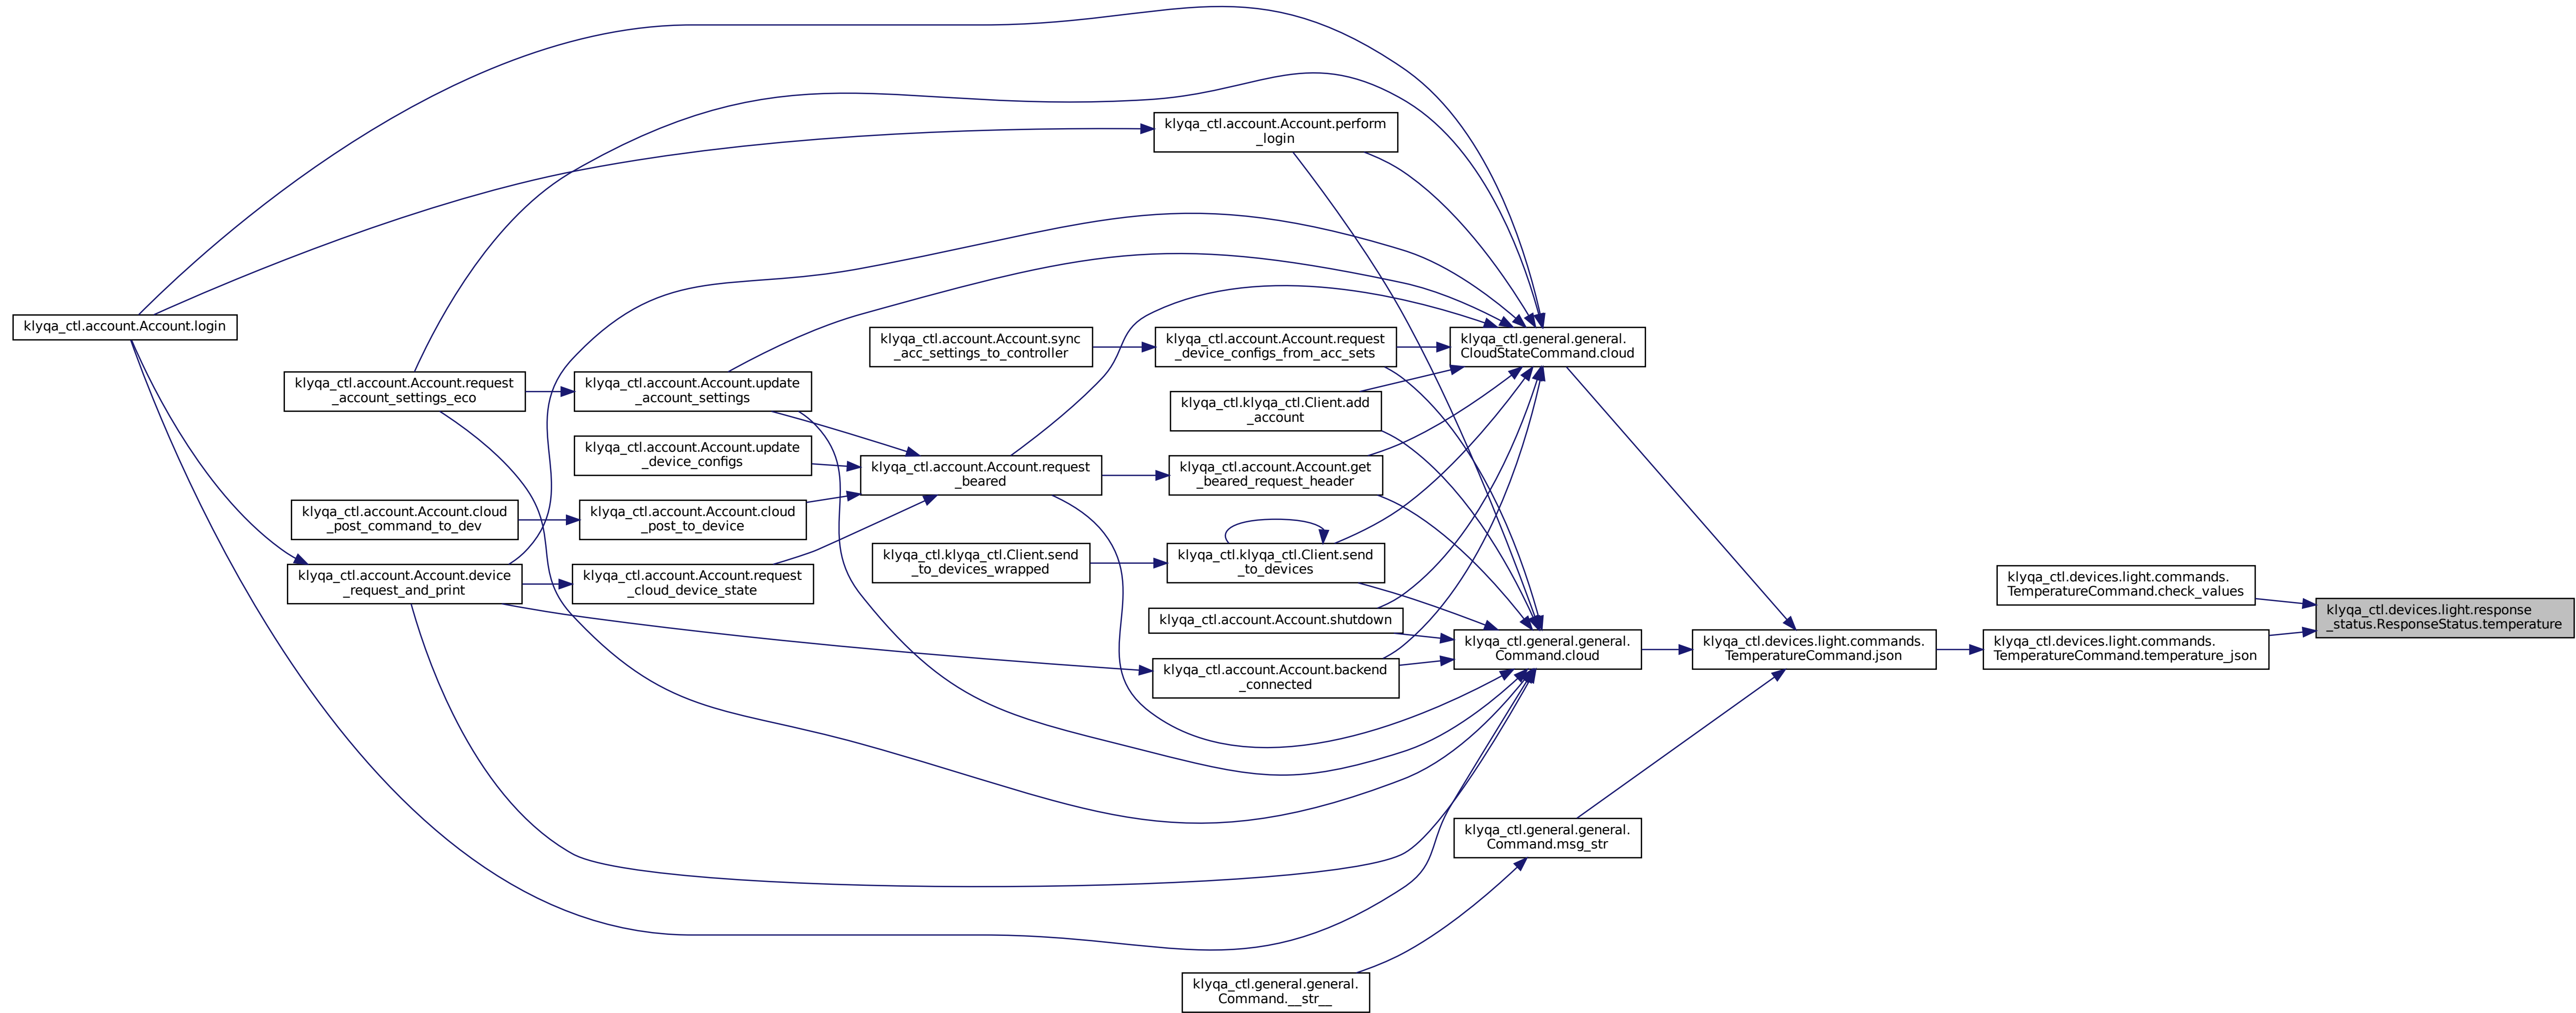 klyqa_ctl.account.Account.perform
_login
klyqa_ctl.account.Account.login
klyqa_ctl.account.Account.sync
_acc_settings_to_controller
klyqa_ctl.account.Account.request
_device_configs_from_acc_sets
klyqa_ctl.general.general.
CloudStateCommand.cloud
klyqa_ctl.account.Account.request
_account_settings_eco
klyqa_ctl.account.Account.update
_account_settings
klyqa_ctl.klyqa_ctl.Client.add
_account
klyqa_ctl.account.Account.update
_device_configs
klyqa_ctl.account.Account.request
_beared
klyqa_ctl.account.Account.get
_beared_request_header
klyqa_ctl.account.Account.cloud
_post_command_to_dev
klyqa_ctl.account.Account.cloud
_post_to_device
klyqa_ctl.klyqa_ctl.Client.send
_to_devices_wrapped
klyqa_ctl.klyqa_ctl.Client.send
_to_devices
klyqa_ctl.account.Account.device
_request_and_print
klyqa_ctl.account.Account.request
_cloud_device_state
klyqa_ctl.devices.light.commands.
TemperatureCommand.check_values
klyqa_ctl.devices.light.response
_status.ResponseStatus.temperature
klyqa_ctl.account.Account.shutdown
klyqa_ctl.general.general.
Command.cloud
klyqa_ctl.devices.light.commands.
TemperatureCommand.json
klyqa_ctl.devices.light.commands.
TemperatureCommand.temperature_json
klyqa_ctl.account.Account.backend
_connected
klyqa_ctl.general.general.
Command.msg_str
klyqa_ctl.general.general.
Command.__str__